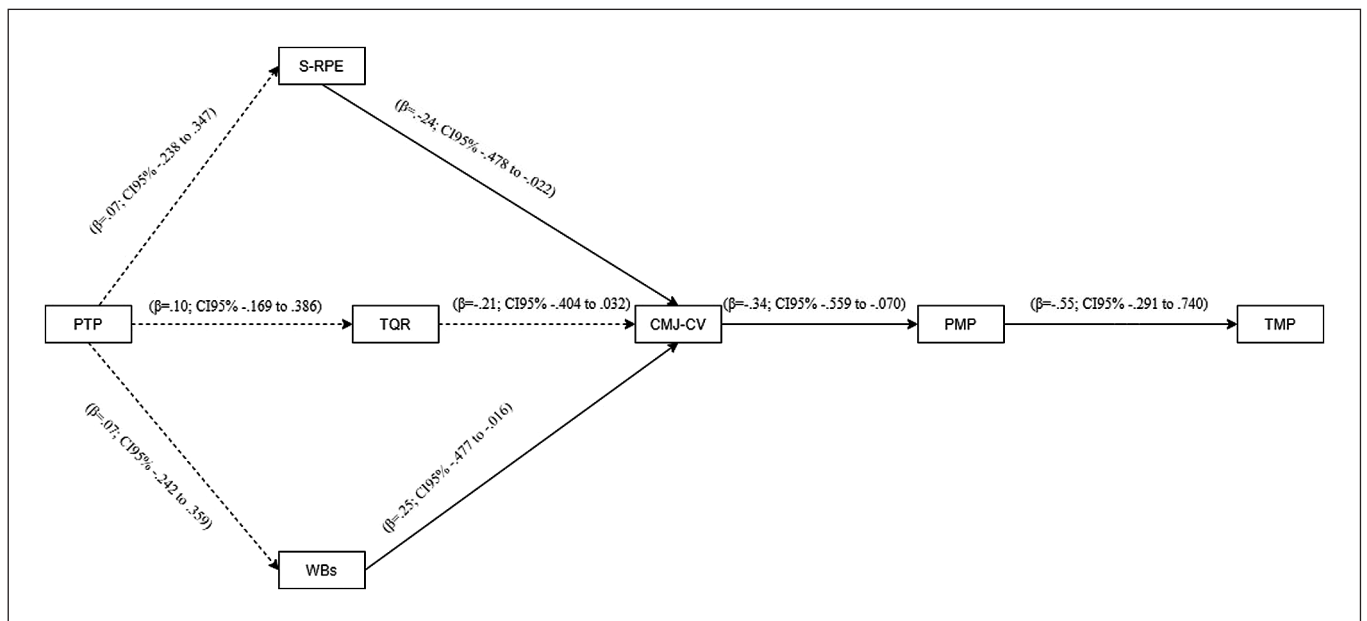 S-RPE
(β=.-24; CI95% -.478 to -.022)
(β=.07; CI95% -.238 to .347)
PTP
(β=.10; CI95% -.169 to .386)
TQR
(β=-.21; CI95% -.404 to .032)
CMJ-CV
(β=-.34; CI95% -.559 to -.070)
PMP
(β=-.55; CI95% -.291 to .740)
TMP
(β=.07; CI95% -.242 to .359)
(β=.25; CI95% -.477 to -.016)
WBs